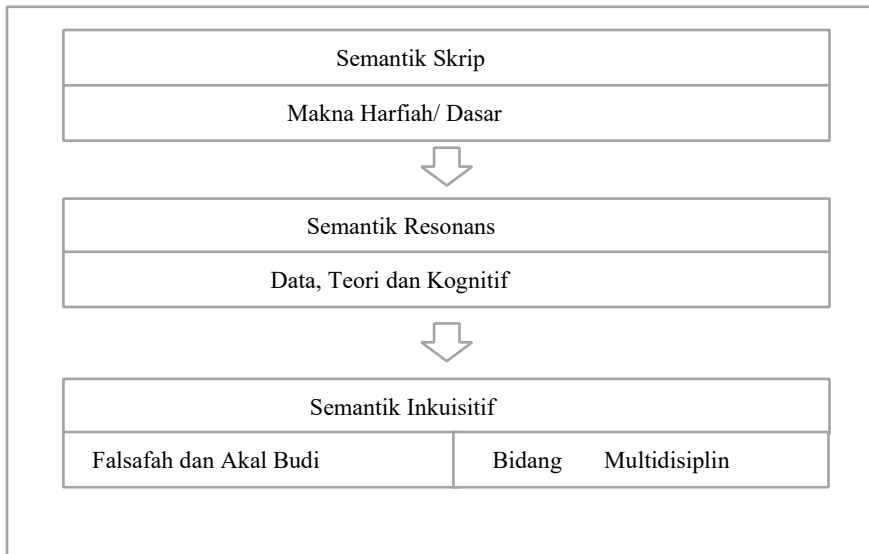 Semantik Skrip
Makna Harfiah/ Dasar
Semantik Resonans
Data, Teori dan Kognitif
Semantik Inkuisitif
Falsafah dan Akal Budi
Bidang Multidisiplin